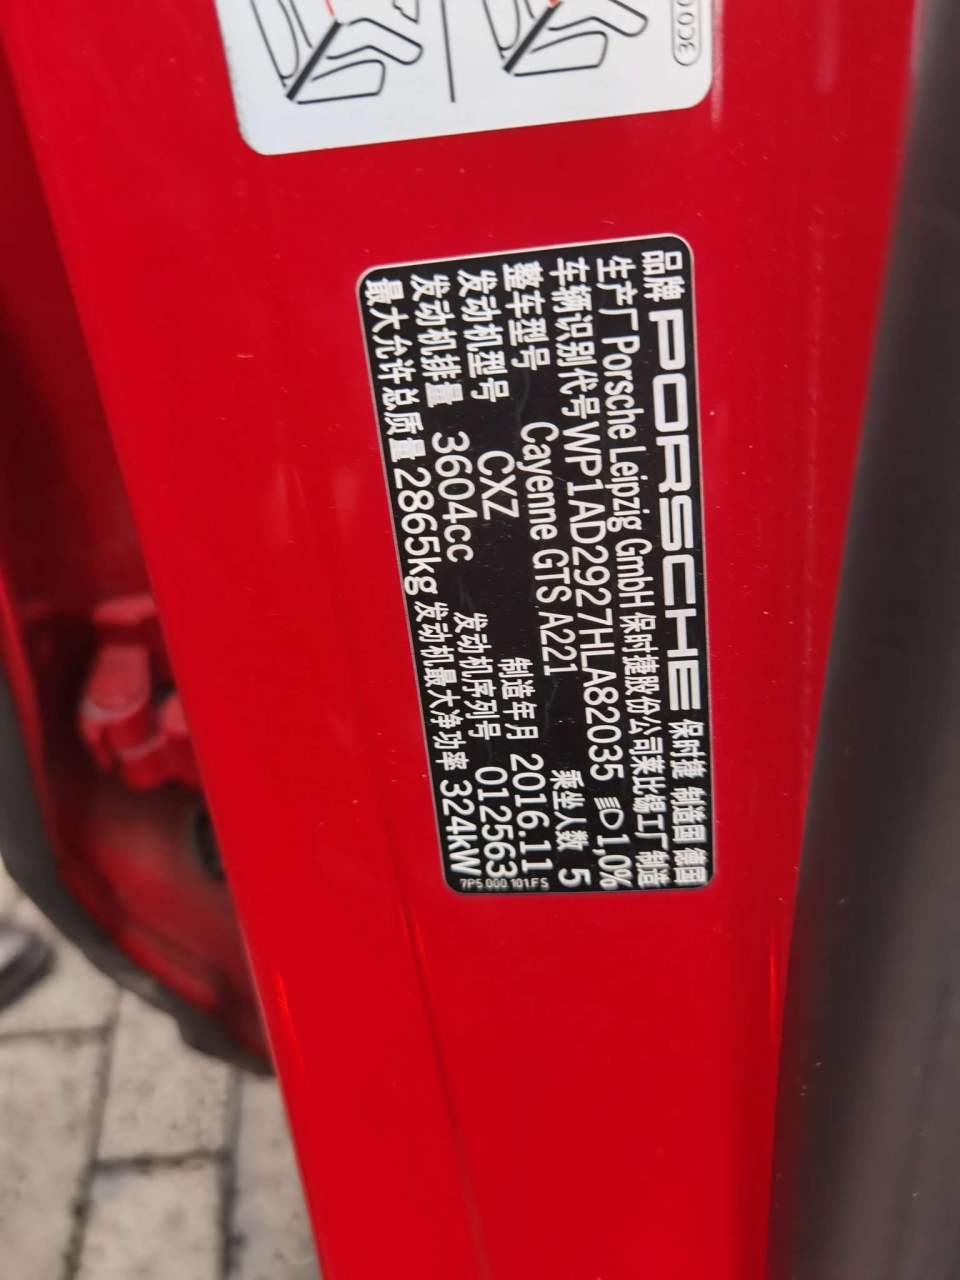 品牌 PORSCHE 保时捷 制造国 德国
生产厂 Porsche Leipzig GmbH 保时捷股份公司莱比锡工厂 制造
车辆识别代号 WP1AD2927HLA82035 1,0%
整车型号 Cayenne GTS A221 乘坐人数 5
发动机型号 CXZ 制造年月 2016.11
发动机排量 3604cc 发动机序列号 012563
最大允许总质量 2865kg 发动机最大净功率 324kW
7P5.000.101.FS